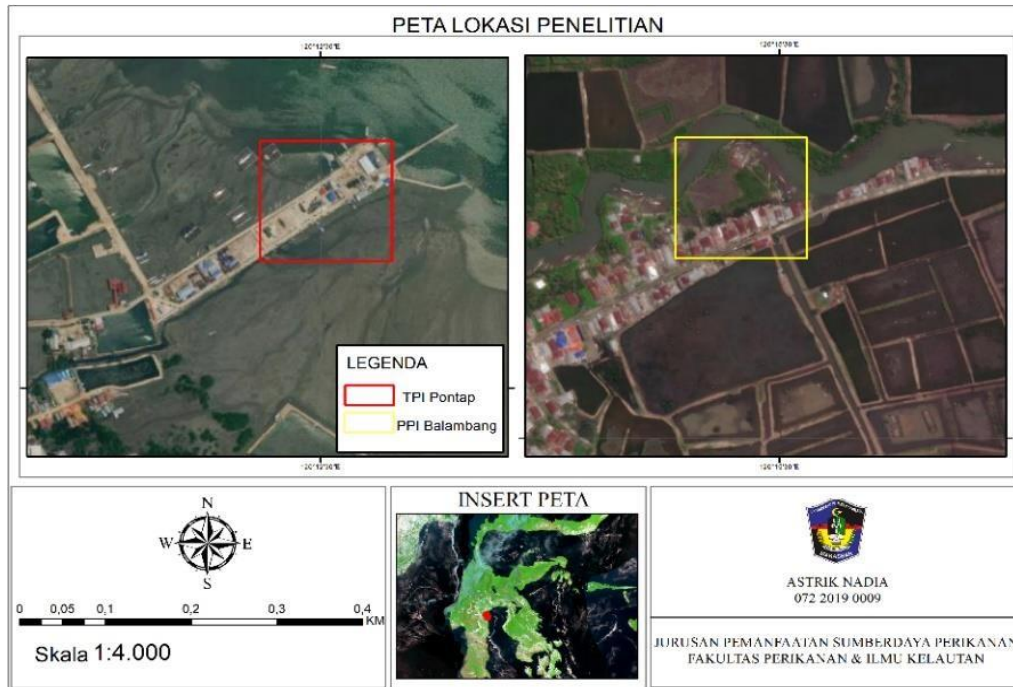 PETA LOKASI PENELITIAN
LEGENDA
TPI Pontap
PPI Balambang
N
W E
S
0 0,05 0,1 0,2 0,3 0,4
KM
Skala 1:4.000
INSERT PETA
ASTRIK NADIA
072 2019 0009
JURUSAN PEMANFAATAN SUMBERDAYA PERIKANAN
FAKULTAS PERIKANAN & ILMU KELAUTAN